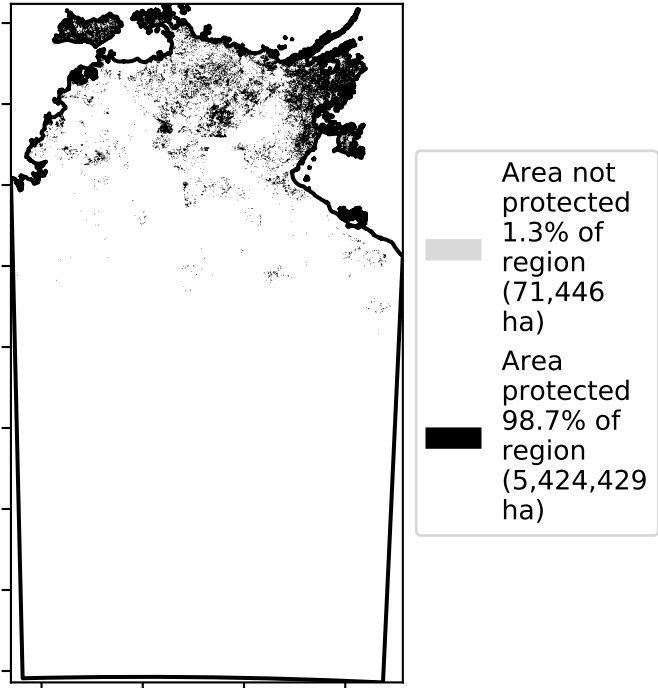 Area not
protected
1.3% of
region
(71,446
ha)
Area
protected
98.7% of
region
(5,424,429
ha)